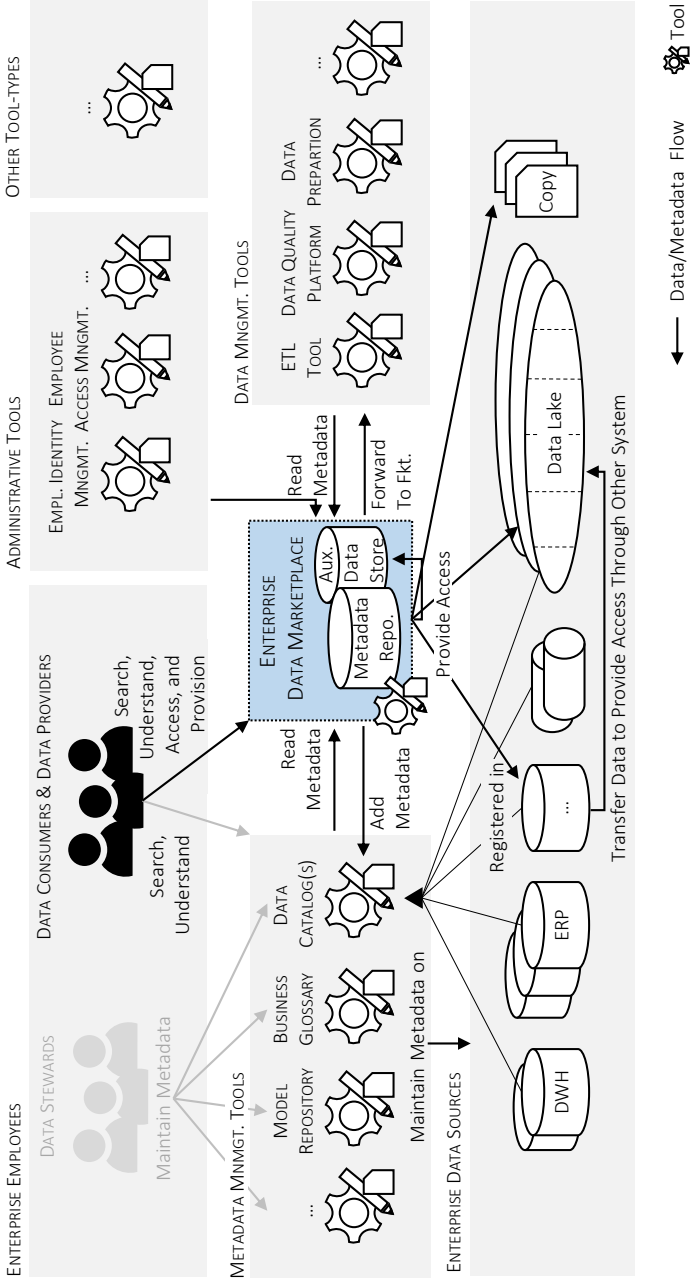 ENTERPRISE EMPLOYEES
DATA STEWARDS
Maintain Metadata
DATA CONSUMERS & DATA PROVIDERS
Search,
Understand
Search,
Understand,
Access, and
Provision
ADMINISTRATIVE TOOLS
EMPL. IDENTITY
MNGMT.
EMPLOYEE
ACCESS MNGMT.
...
OTHER TOOL-TYPES
...
METADATA MNMGT. TOOLS
...
MODEL
REPOSITORY
BUSINESS
GLOSSARY
DATA
CATALOG(S)
Read
Metadata
Add
Metadata
ENTERPRISE
DATA MARKETPLACE
Metadata
Repo.
Aux.
Data
Store
Read
Metadata
Forward
To Fkt.
DATA MNGMT. TOOLS
ETL
TOOL
DATA QUALITY
PLATFORM
DATA
PREPARTION
...
Maintain Metadata on
Provide Access
Registered in
ENTERPRISE DATA SOURCES
DWH
ERP
...
Data Lake
Copy
Transfer Data to Provide Access Through Other System
Data/Metadata Flow
Tool